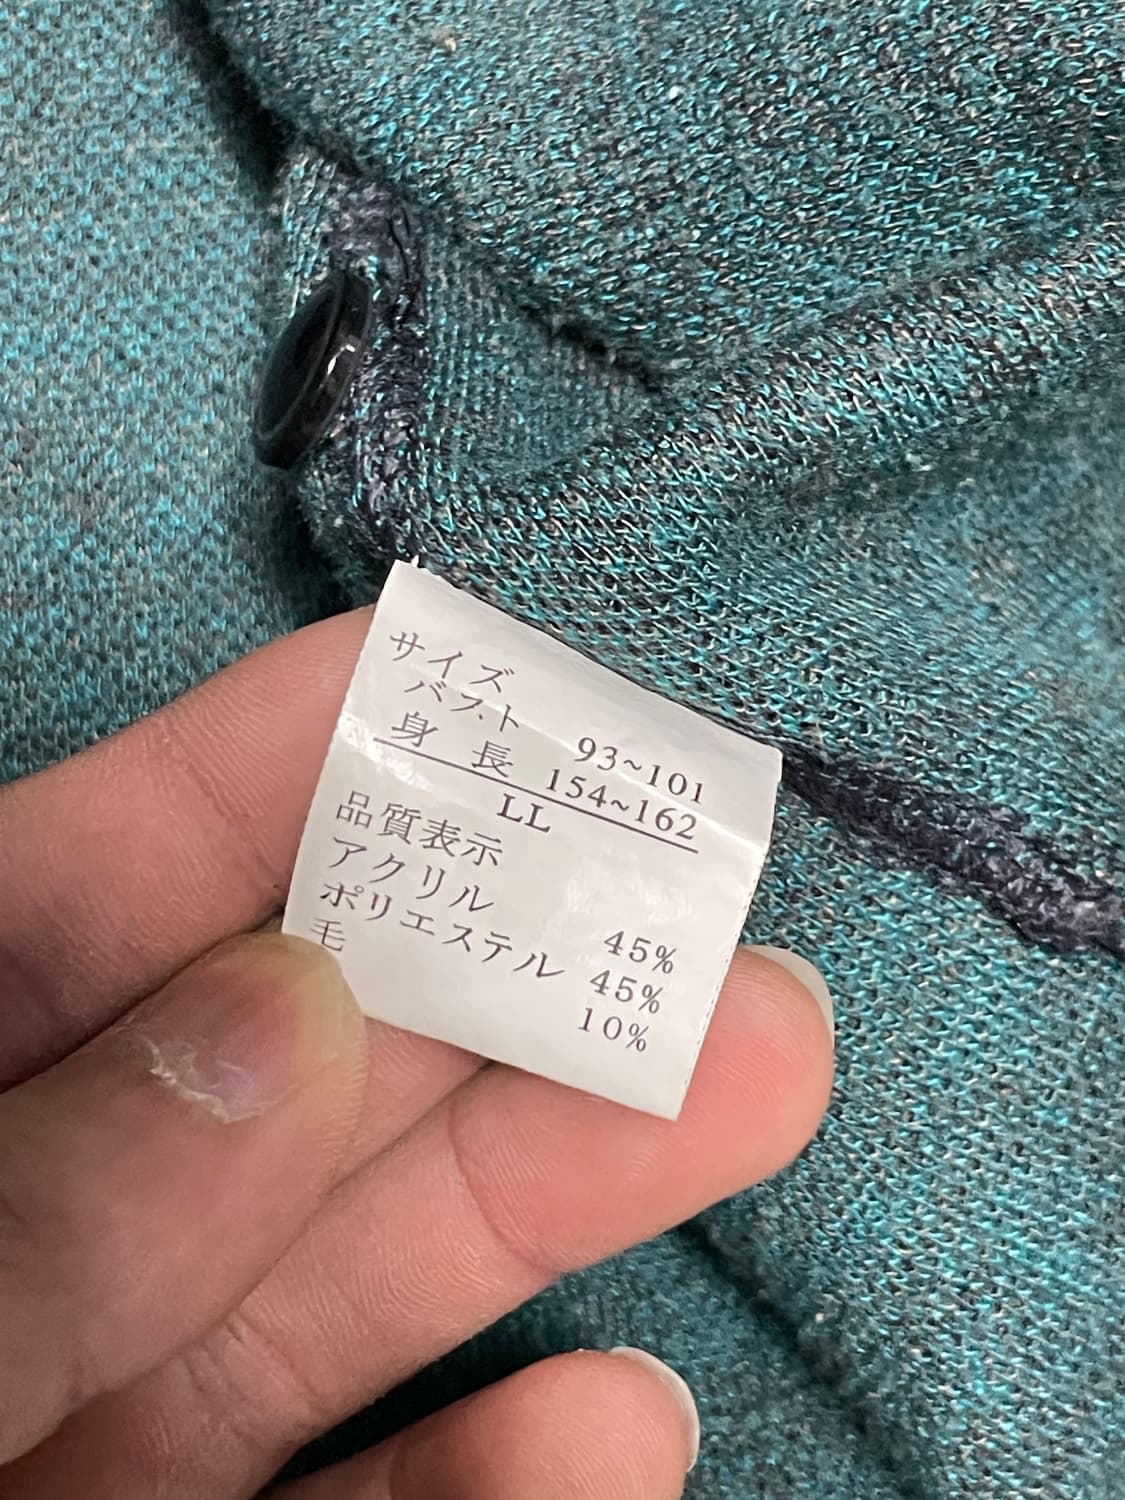 サイズ
バスト 93~101
身長 154~162
LL
品質表示
アクリル 45%
ポリエステル 45%
毛 10%